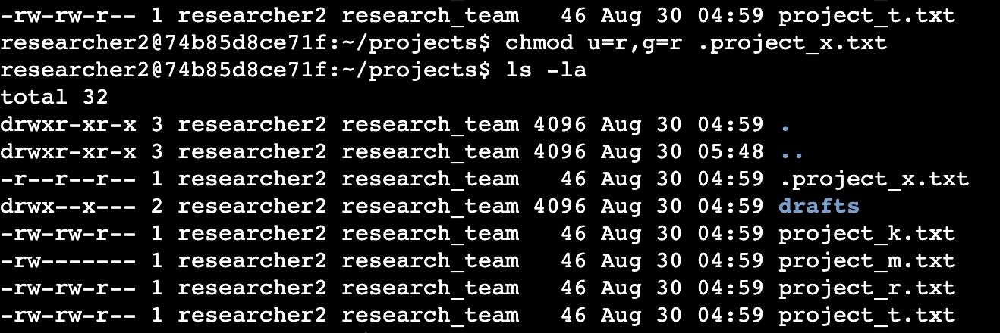 -rw-rw-r-- 1 researcher2 research_team   46 Aug 30 04:59 project_t.txt
researcher2@74b85d8ce71f:~/projects$ chmod u=r,g=r .project_x.txt
researcher2@74b85d8ce71f:~/projects$ ls -la
total 32
drwxr-xr-x 3 researcher2 research_team 4096 Aug 30 04:59 .
drwxr-xr-x 3 researcher2 research_team 4096 Aug 30 05:48 ..
-r--r--r-- 1 researcher2 research_team   46 Aug 30 04:59 .project_x.txt
drwx--x--- 2 researcher2 research_team 4096 Aug 30 04:59 drafts
-rw-rw-r-- 1 researcher2 research_team   46 Aug 30 04:59 project_k.txt
-rw------- 1 researcher2 research_team   46 Aug 30 04:59 project_m.txt
-rw-rw-r-- 1 researcher2 research_team   46 Aug 30 04:59 project_r.txt
-rw-rw-r-- 1 researcher2 research_team   46 Aug 30 04:59 project_t.txt